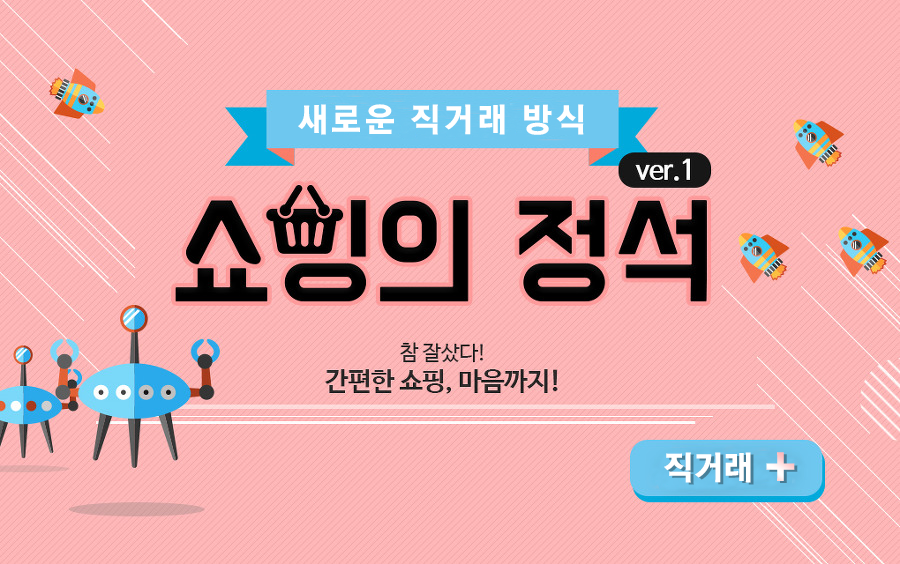 새로운 직거래 방식
ver.1
쇼핑의 정석
참 잘샀다!
간편한 쇼핑, 마음까지!
직거래 +